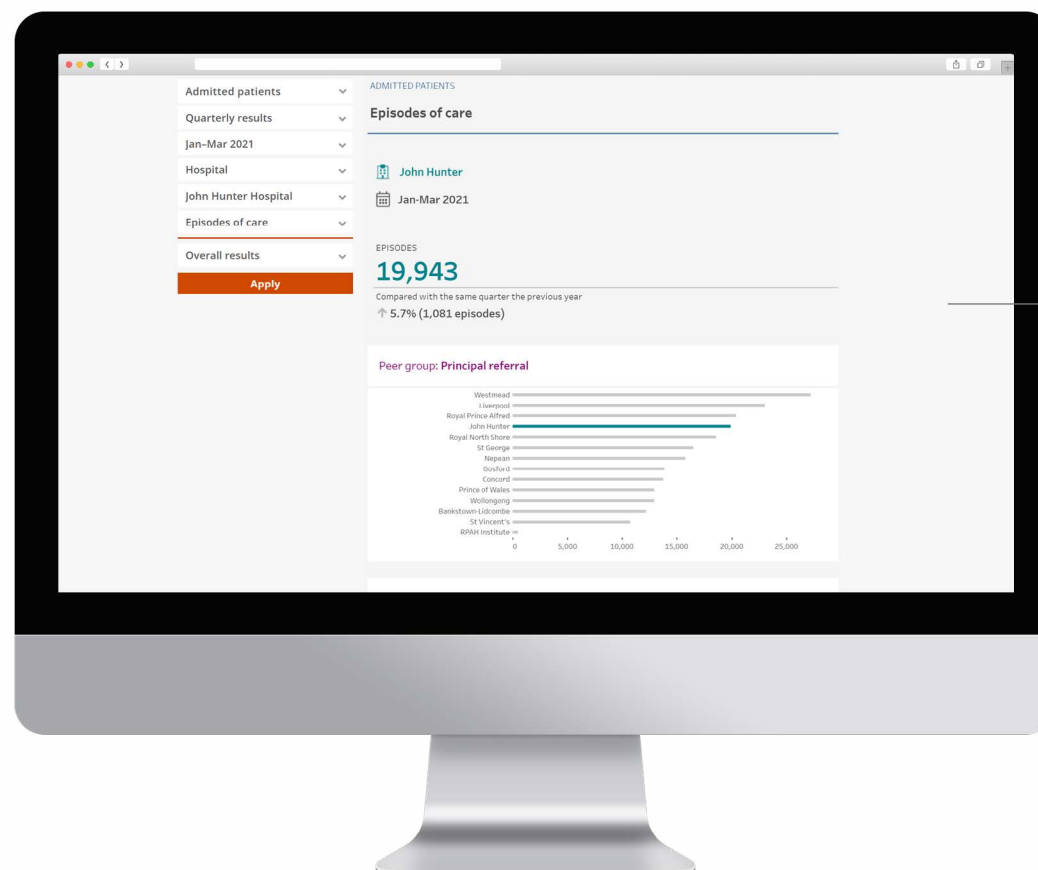 Admitted patients
Quarterly results
Jan–Mar 2021
Hospital
John Hunter Hospital
Episodes of care
Overall results
Apply
ADMITTED PATIENTS
Episodes of care
John Hunter
Jan-Mar 2021
EPISODES
19,943
Compared with the same quarter the previous year
↑ 5.7% (1,081 episodes)
Peer group: Principal referral
Westmead
Liverpool
Royal Prince Alfred
John Hunter
Royal North Shore
St George
Nepean
Gosford
Concord
Prince of Wales
Wollongong
Bankstown-Lidcombe
St Vincent's
RPAH Institute
0 5,000 10,000 15,000 20,000 25,000